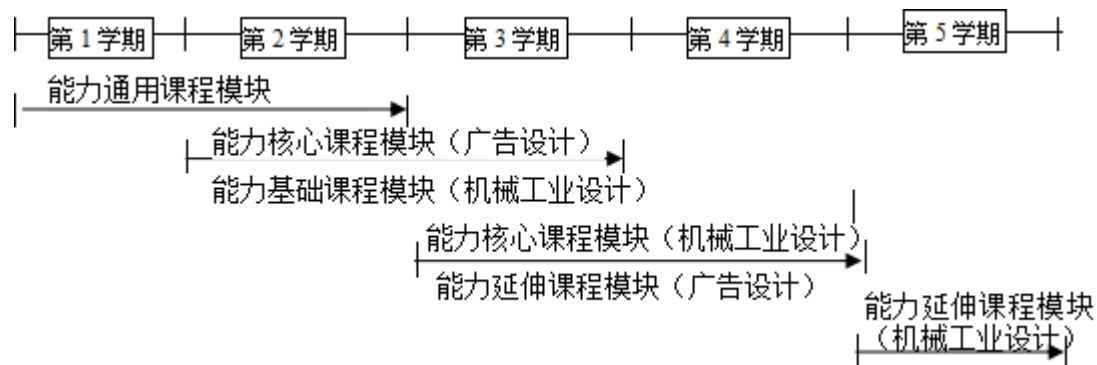 第 1 学期
第 2 学期
第 3 学期
第 4 学期
第 5 学期
能力通用课程模块
能力核心课程模块（广告设计）
能力基础课程模块（机械工业设计）
能力核心课程模块（机械工业设计）
能力延伸课程模块（广告设计）
能力延伸课程模块
（机械工业设计）